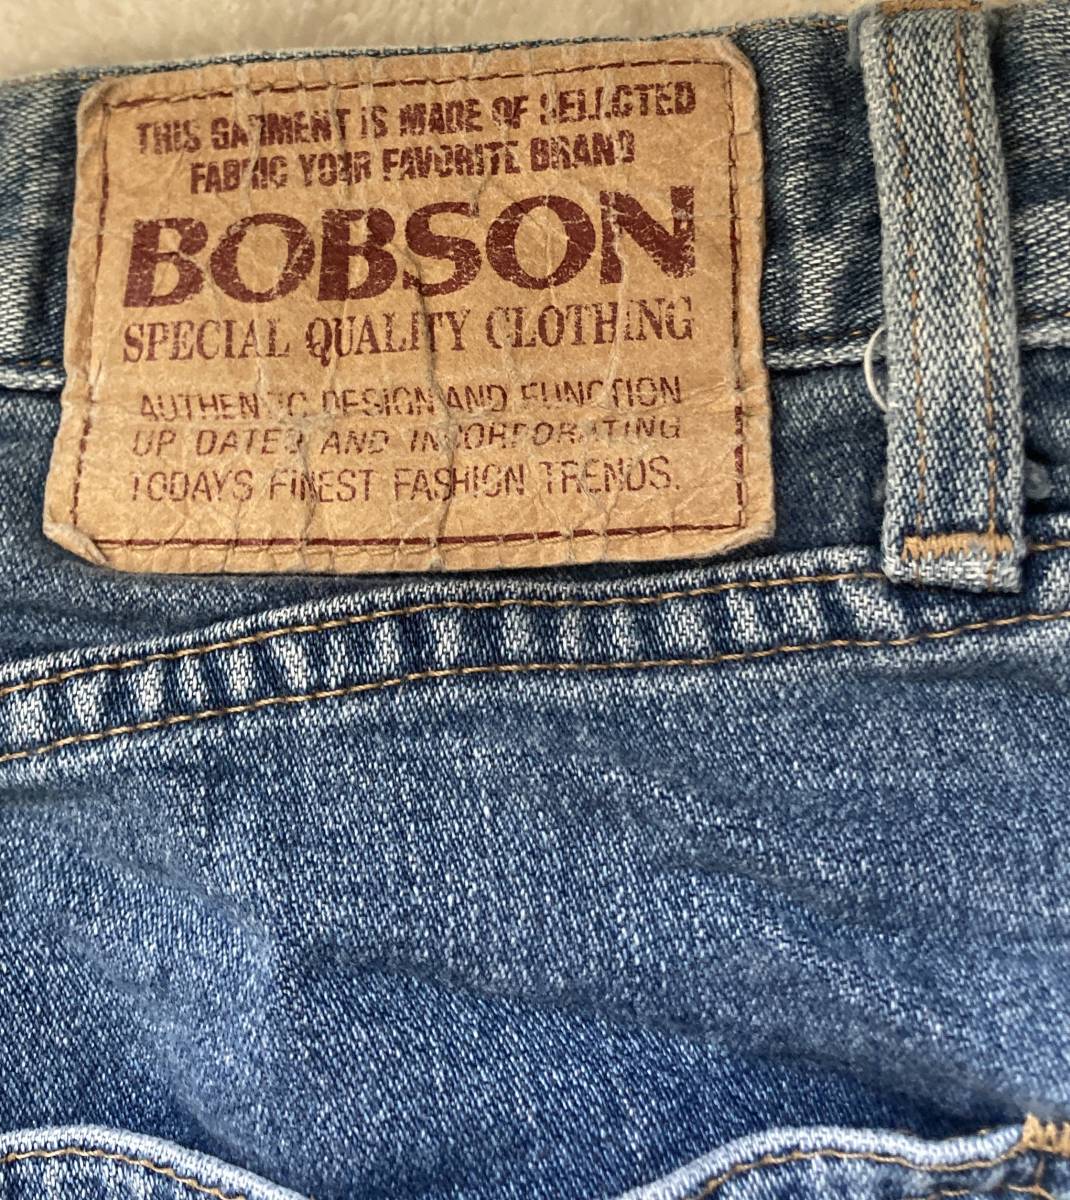 THIS GARMENT IS MADE OF SELLCTED
FABRIC YOUR FAVORITE BRAND
BOBSON
SPECIAL QUALITY CLOTHING
AUTHENTIC DESIGN AND FUNCTION
UP DATED AND INCORPORATING
TODAYS FINEST FASHION TRENDS.